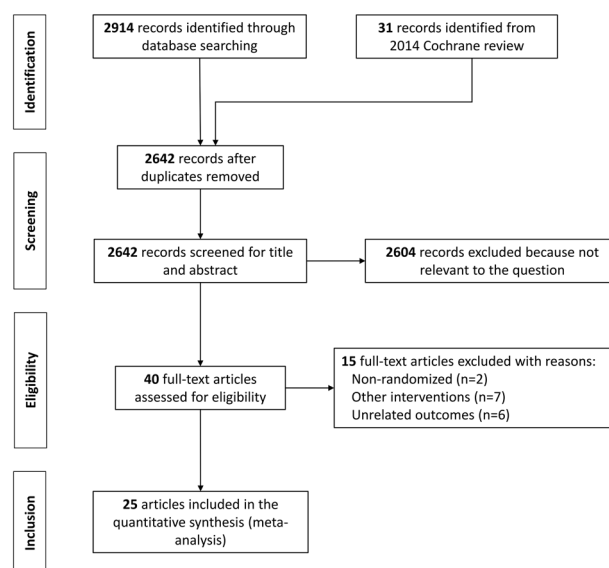 Identification
2914 records identified through
database searching
31 records identified from
2014 Cochrane review
2642 records after
duplicates removed
Screening
2642 records screened for title
and abstract
2604 records excluded because not
relevant to the question
Eligibility
40 full-text articles
assessed for eligibility
15 full-text articles excluded with reasons:
Non-randomized (n=2)
Other interventions (n=7)
Unrelated outcomes (n=6)
Inclusion
25 articles included in the
quantitative synthesis (meta-
analysis)